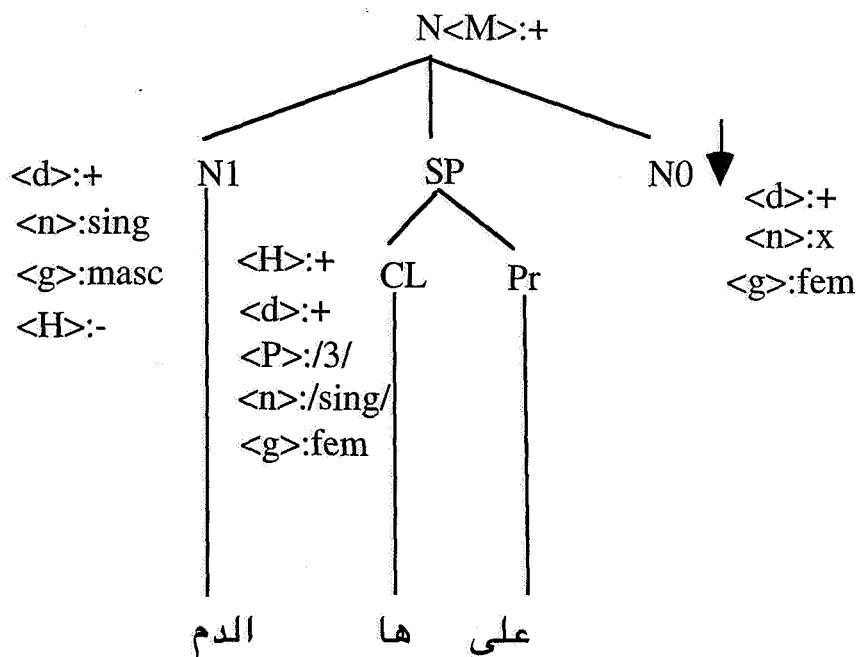 N<M>:+
N1
SP
N0
<d>:+
<n>:sing
<g>:masc
<H>:-
<d>:+
<n>:x
<g>:fem
<H>:+
<d>:+
<P>:/3/
<n>:/sing/
<g>:fem
CL
Pr
على
ها
الدم